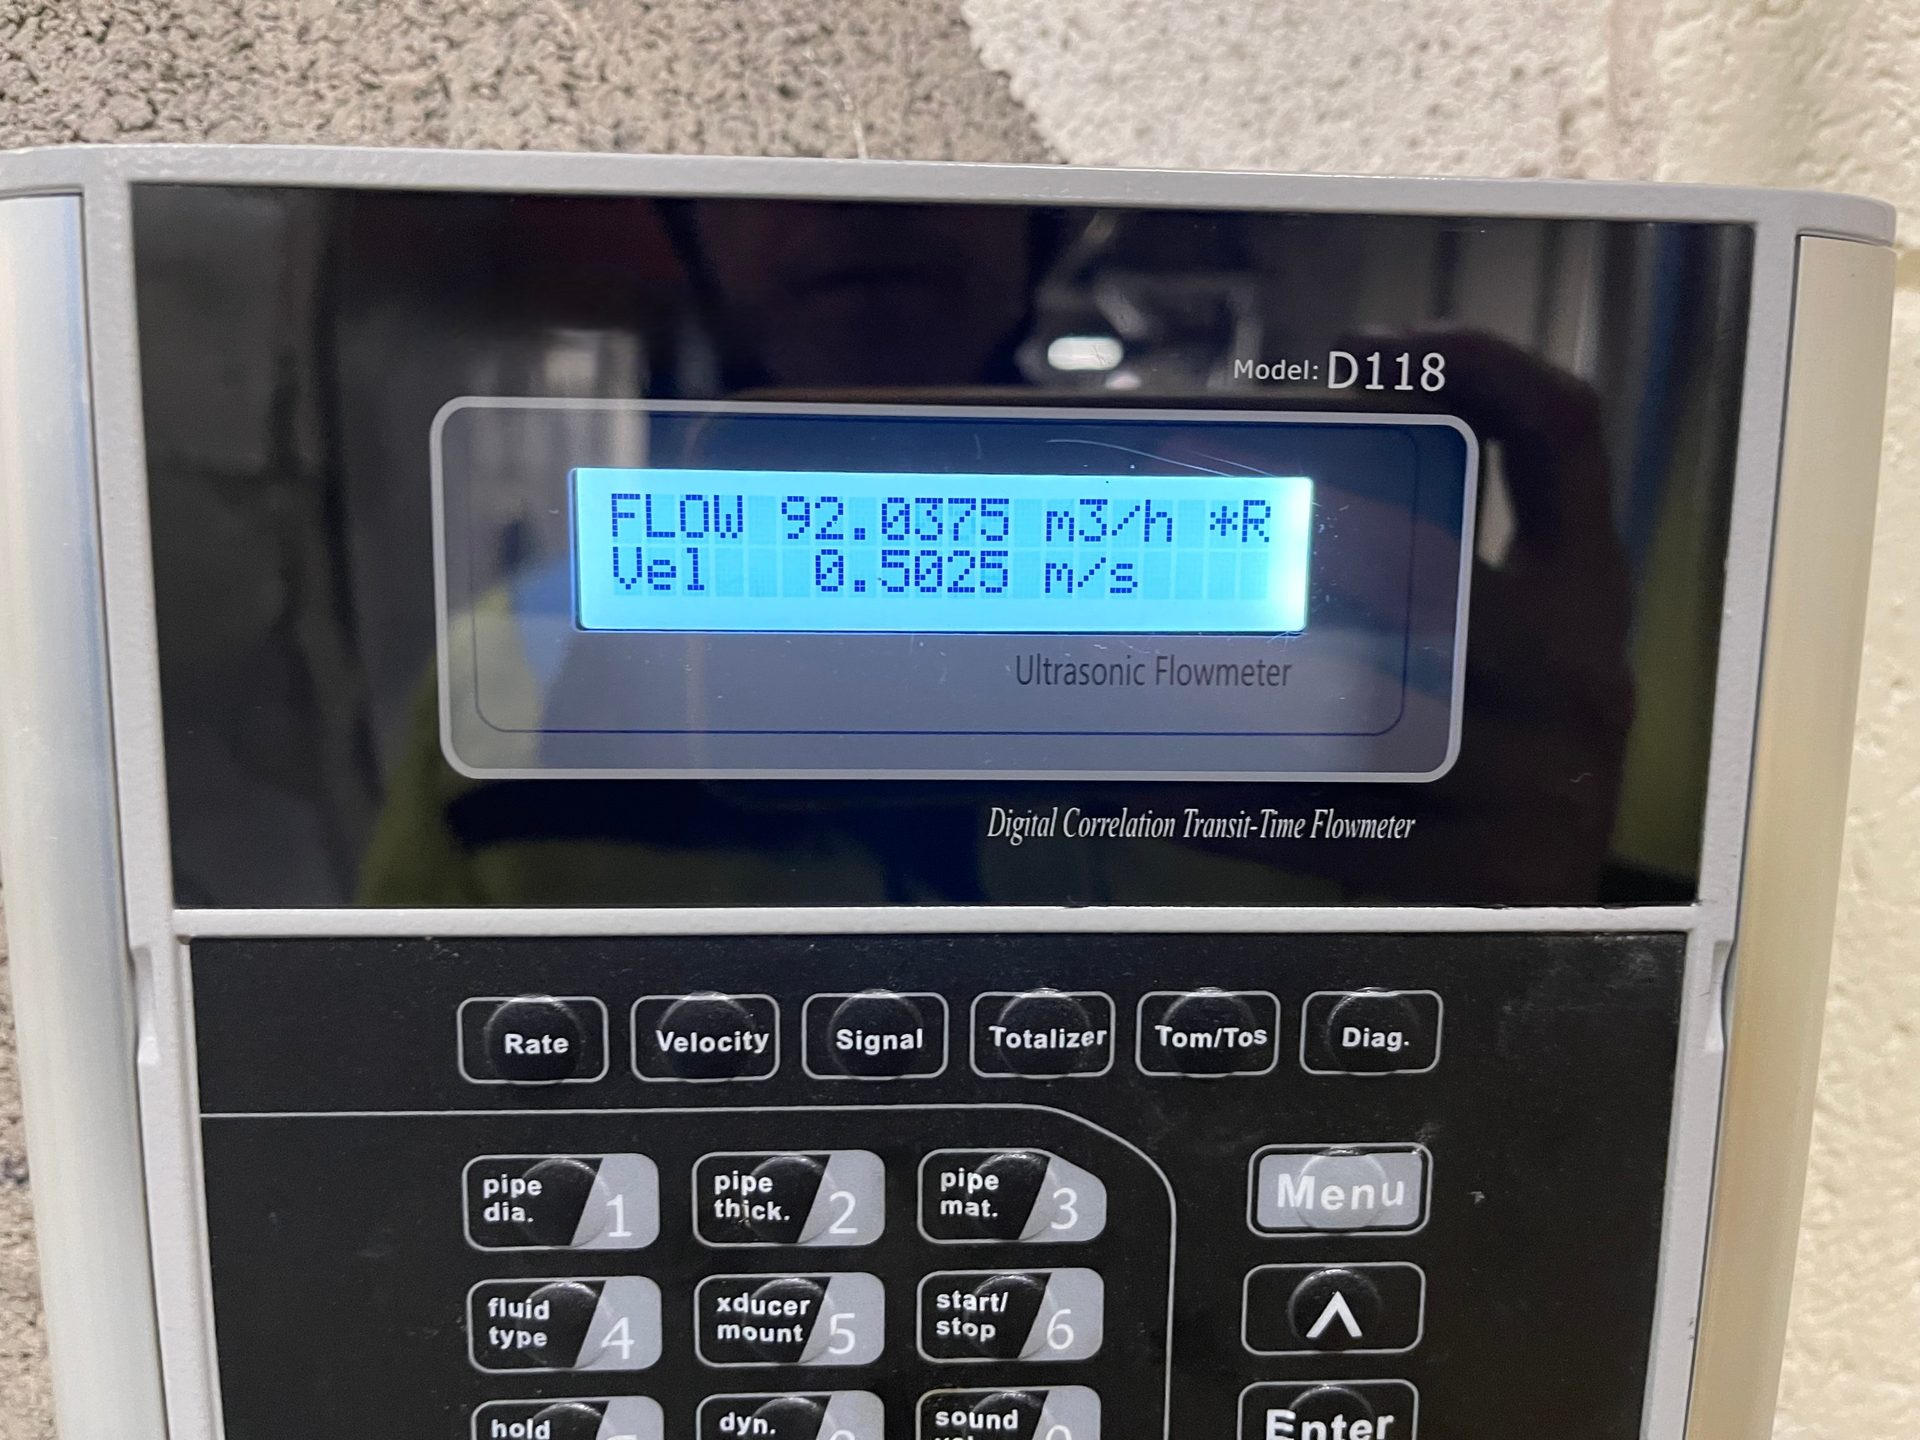 Model: D118
FLOW 92.0375 m3/h *R
Vel 0.5025 m/s
Ultrasonic Flowmeter
Digital Correlation Transit-Time Flowmeter
Rate Velocity Signal Totalizer Tom/Tos Diag.
pipe dia. 1
pipe thick. 2
pipe mat. 3
Menu
fluid type 4
xducer mount 5
start/ stop 6
hold
dyn.
sound
Enter